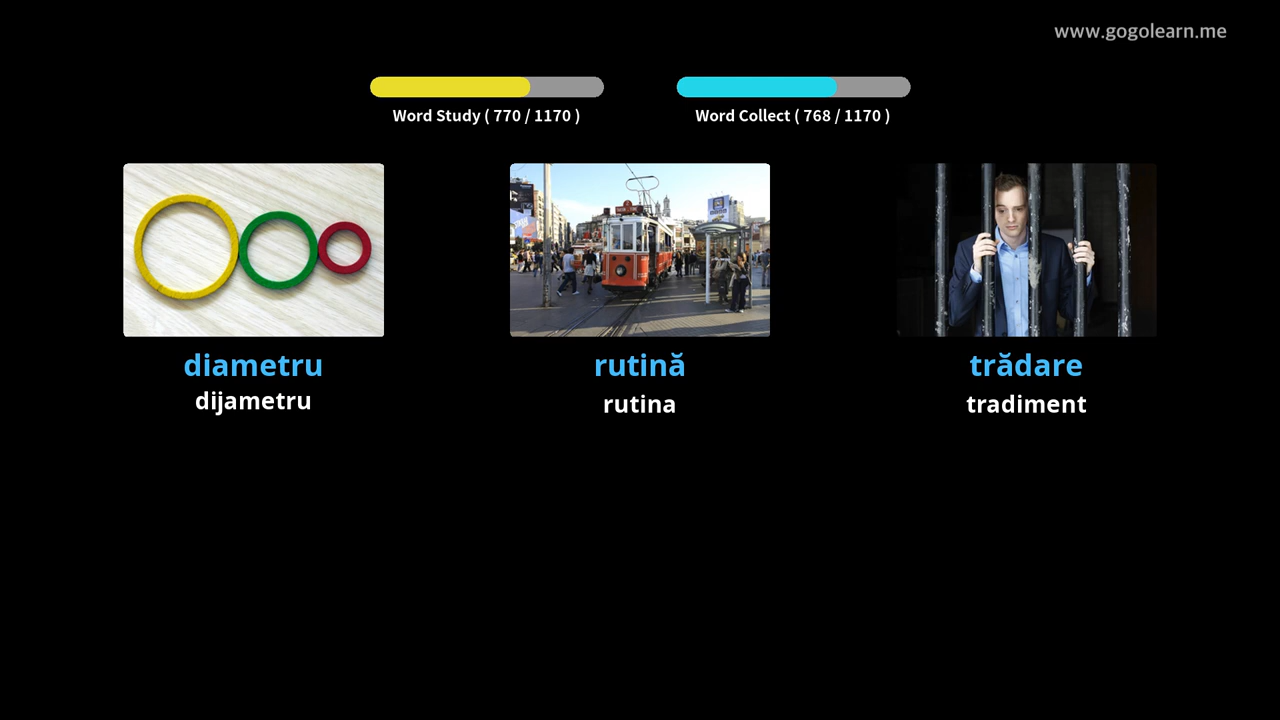 www.gogolearn.me
Word Study ( 770 / 1170 )
Word Collect ( 768 / 1170 )
diametru
dijametru
rutină
rutina
trădare
tradiment